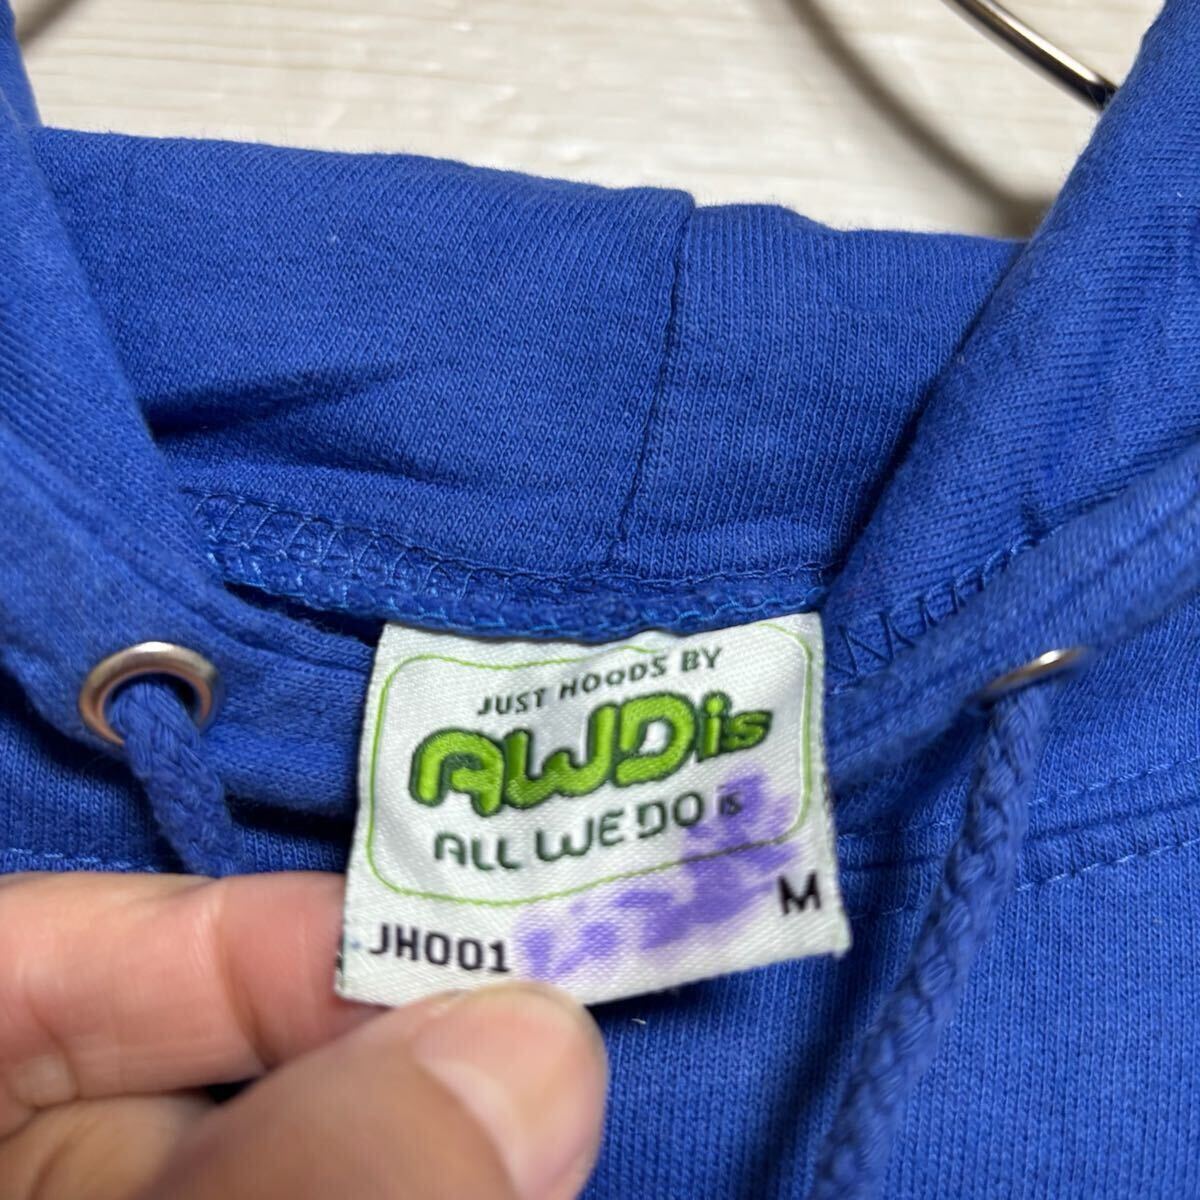 JUST HOODS BY
AWDis
ALL WE DO is
JH001
M